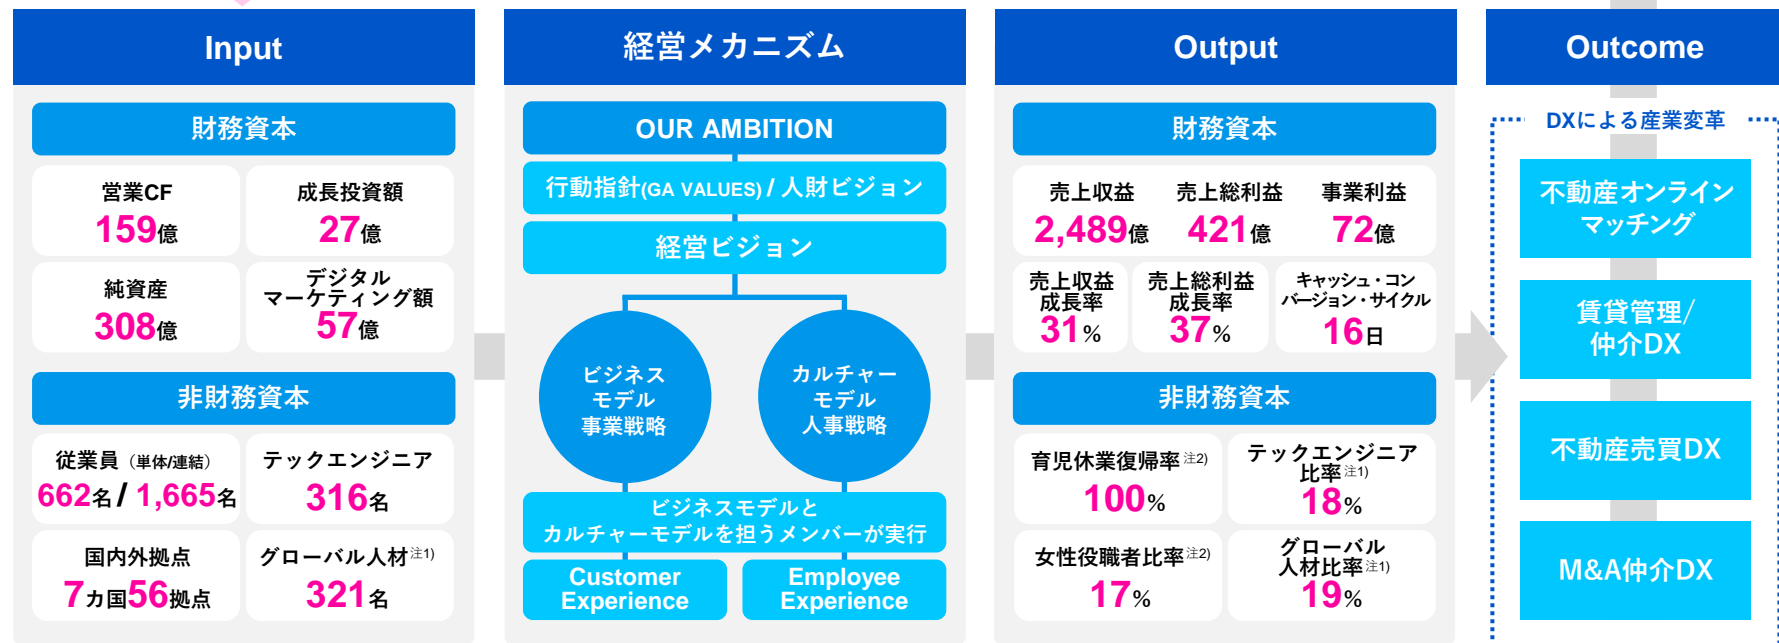 Input
財務資本
営業CF
159億
成長投資額
27億
純資産
308億
デジタル
マーケティング額
57億
非財務資本
従業員（単体/連結）
662名 / 1,665名
テックエンジニア
316名
国内外拠点
7カ国56拠点
グローバル人材注1)
321名
経営メカニズム
OUR AMBITION
行動指針(GA VALUES) / 人財ビジョン
経営ビジョン
ビジネス
モデル
事業戦略
カルチャー
モデル
人事戦略
ビジネスモデルと
カルチャーモデルを担うメンバーが実行
Customer
Experience
Employee
Experience
Output
財務資本
売上収益
2,489億
売上総利益
421億
事業利益
72億
売上収益
成長率
31%
売上総利益
成長率
37%
キャッシュ・コン
バージョン・サイクル
16日
非財務資本
育児休業復帰率注2)
100%
テックエンジニア
比率注1)
18%
女性役職者比率注2)
17%
グローバル
人材比率注1)
19%
Outcome
DXによる産業変革
不動産オンライン
マッチング
賃貸管理/
仲介DX
不動産売買DX
M&A仲介DX